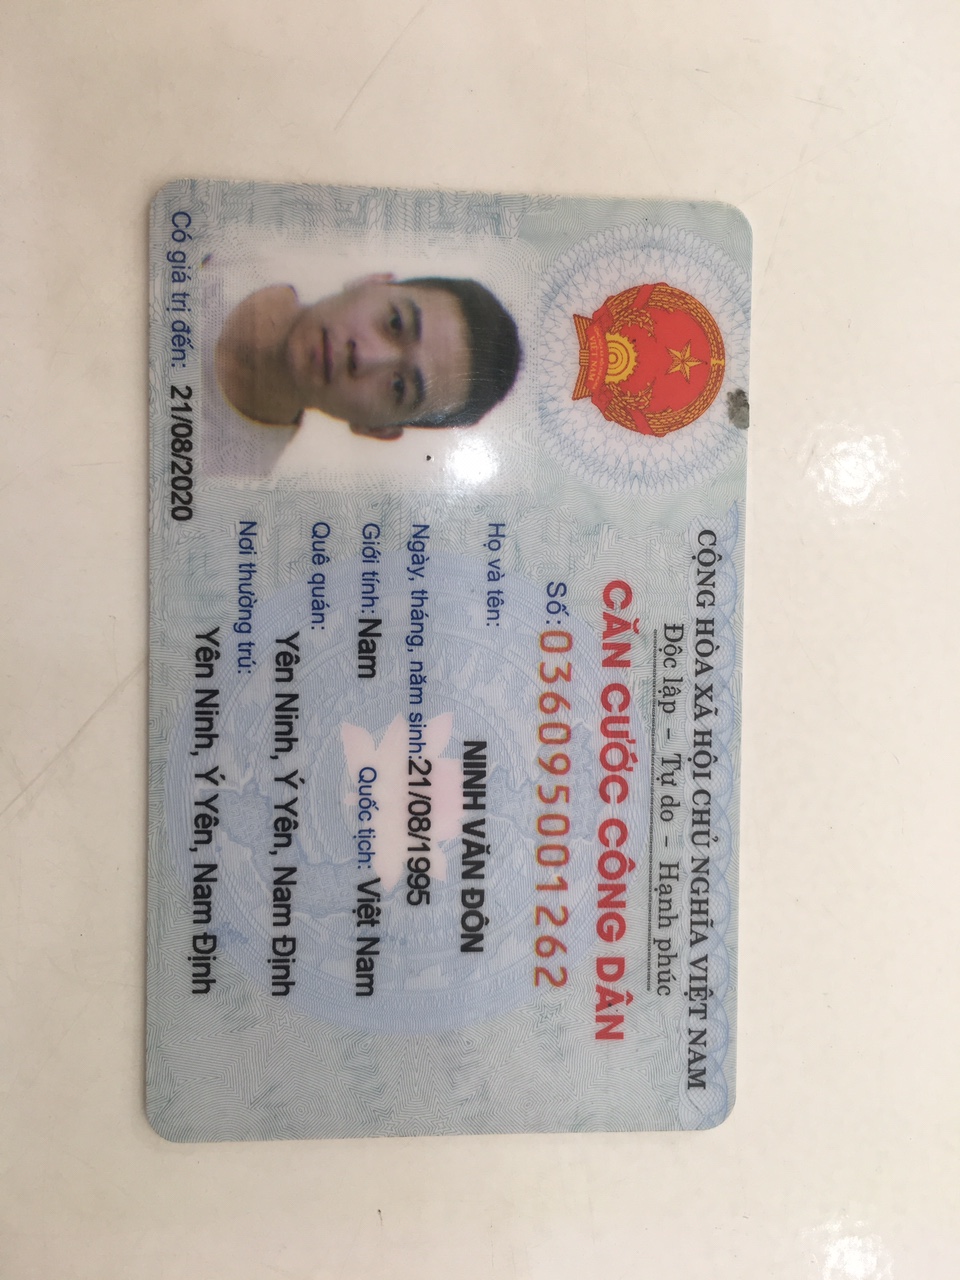 CỘNG HÒA XÃ HỘI CHỦ NGHĨA VIỆT NAM
Độc lập – Tự do – Hạnh phúc
CĂN CƯỚC CÔNG DÂN
Số: 036095001262
Họ và tên:
NINH VĂN ĐÔN
Ngày, tháng, năm sinh: 21/08/1995
Giới tính: Nam Quốc tịch: Việt Nam
Quê quán:
Yên Ninh, Ý Yên, Nam Định
Nơi thường trú:
Yên Ninh, Ý Yên, Nam Định
Có giá trị đến: 21/08/2020
VIỆT NAM